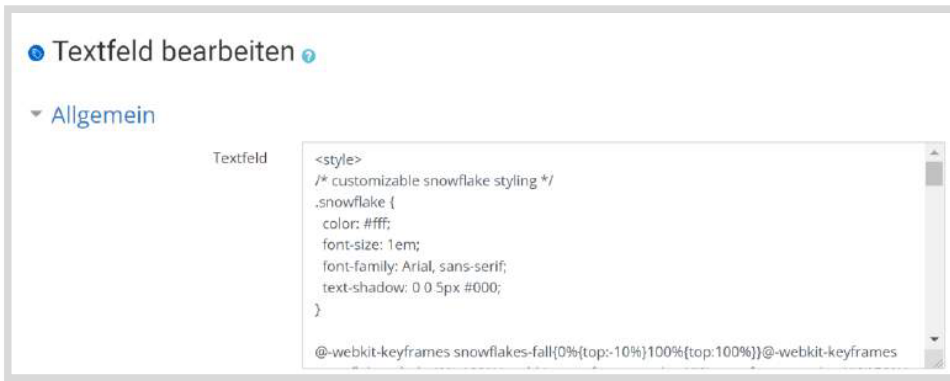 Textfeld bearbeiten
Allgemein
Textfeld
<style>
/* customizable snowflake styling */
.snowflake {
color: #fff;
font-size: 1em;
font-family: Arial, sans-serif;
text-shadow: 0 0 5px #000;
}
@-webkit-keyframes snowflakes-fall{0%{top:-10%}100%{top:100%}}@-webkit-keyframes